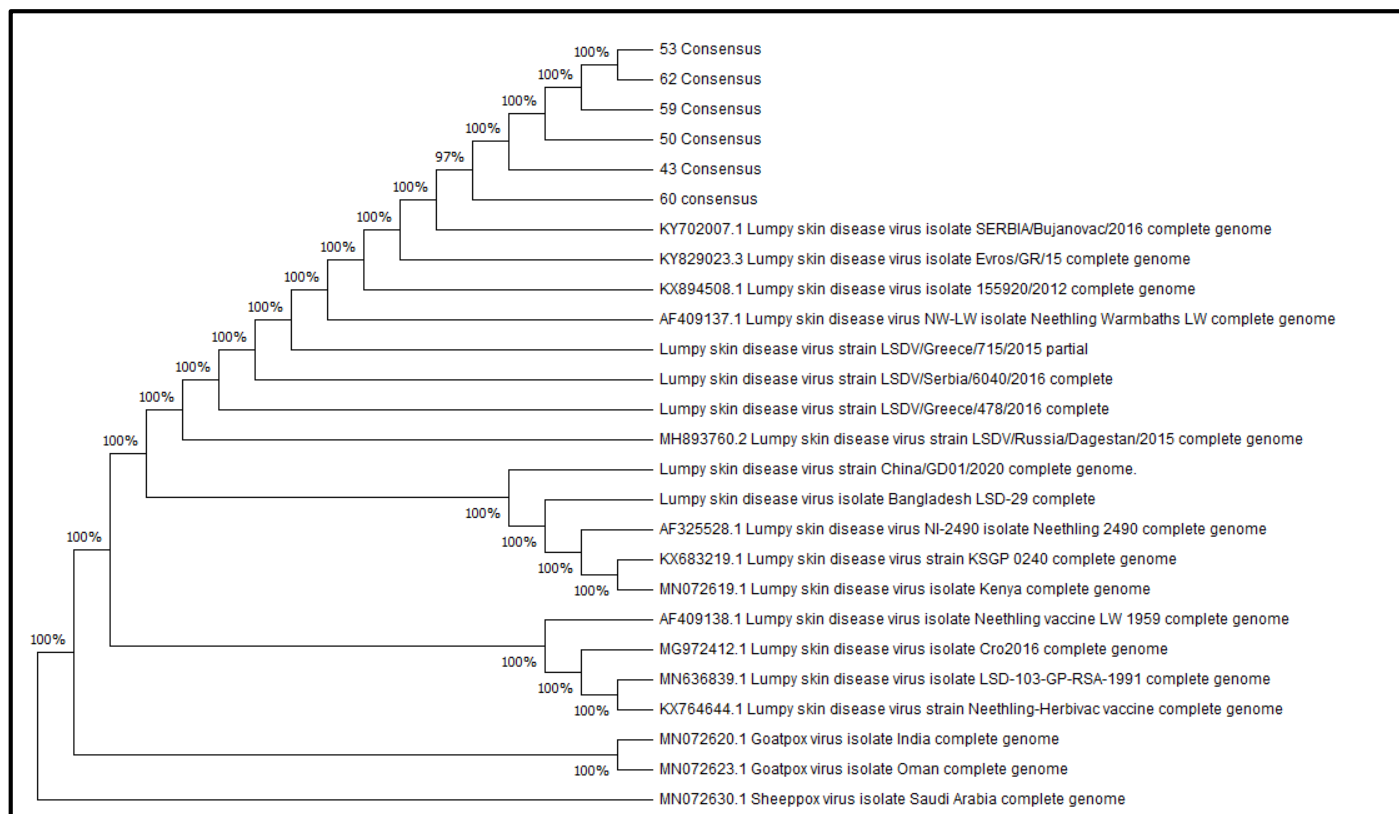 100%
53 Consensus
100%
62 Consensus
100%
59 Consensus
100%
50 Consensus
100%
43 Consensus
97%
60 consensus
100%
KY702007.1 Lumpy skin disease virus isolate SERBIA/Bujanovac/2016 complete genome
100%
KY829023.3 Lumpy skin disease virus isolate Evros/GR/15 complete genome
100%
KX894508.1 Lumpy skin disease virus isolate 155920/2012 complete genome
100%
AF409137.1 Lumpy skin disease virus NW-LW isolate Neethling Warmbaths LW complete genome
100%
Lumpy skin disease virus strain LSDV/Greece/715/2015 partial
100%
Lumpy skin disease virus strain LSDV/Serbia/6040/2016 complete
100%
Lumpy skin disease virus strain LSDV/Greece/478/2016 complete
100%
MH893760.2 Lumpy skin disease virus strain LSDV/Russia/Dagestan/2015 complete genome
100%
Lumpy skin disease virus strain China/GD01/2020 complete genome.
Lumpy skin disease virus isolate Bangladesh LSD-29 complete
100%
AF325528.1 Lumpy skin disease virus NI-2490 isolate Neethling 2490 complete genome
100%
100%
KX683219.1 Lumpy skin disease virus strain KSGP 0240 complete genome
100%
MN072619.1 Lumpy skin disease virus isolate Kenya complete genome
100%
AF409138.1 Lumpy skin disease virus isolate Neethling vaccine LW 1959 complete genome
100%
MG972412.1 Lumpy skin disease virus isolate Cro2016 complete genome
100%
MN636839.1 Lumpy skin disease virus isolate LSD-103-GP-RSA-1991 complete genome
100%
100%
KX764644.1 Lumpy skin disease virus strain Neethling-Herbivac vaccine complete genome
MN072620.1 Goatpox virus isolate India complete genome
100%
MN072623.1 Goatpox virus isolate Oman complete genome
MN072630.1 Sheeppox virus isolate Saudi Arabia complete genome